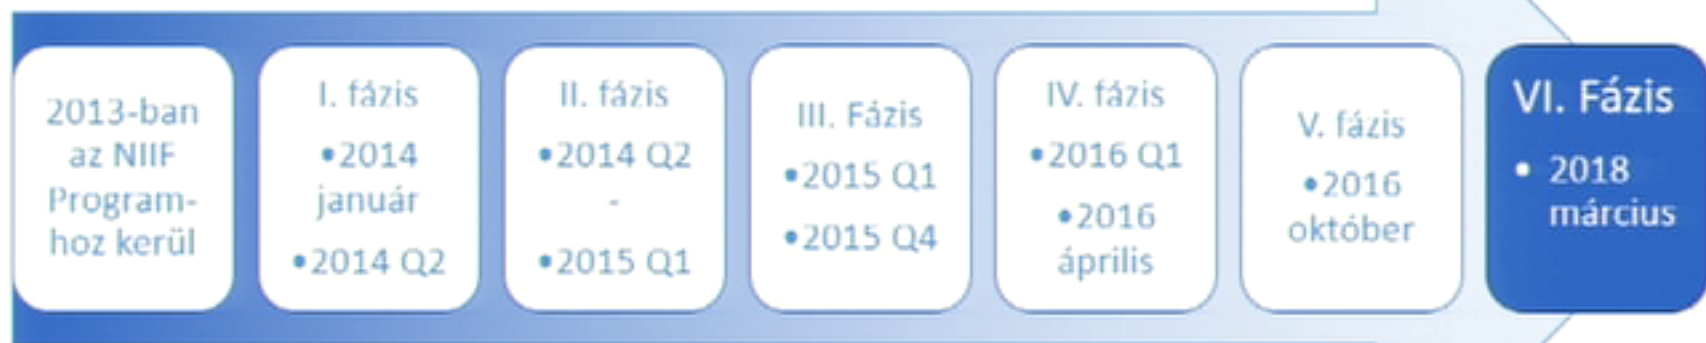 2013-ban
az NIIF
Program-
hoz kerül
I. fázis
•2014
január
•2014 Q2
II. fázis
•2014 Q2
-
•2015 Q1
III. Fázis
•2015 Q1
•2015 Q4
IV. fázis
•2016 Q1
•2016
április
V. fázis
•2016
október
VI. Fázis
• 2018
március